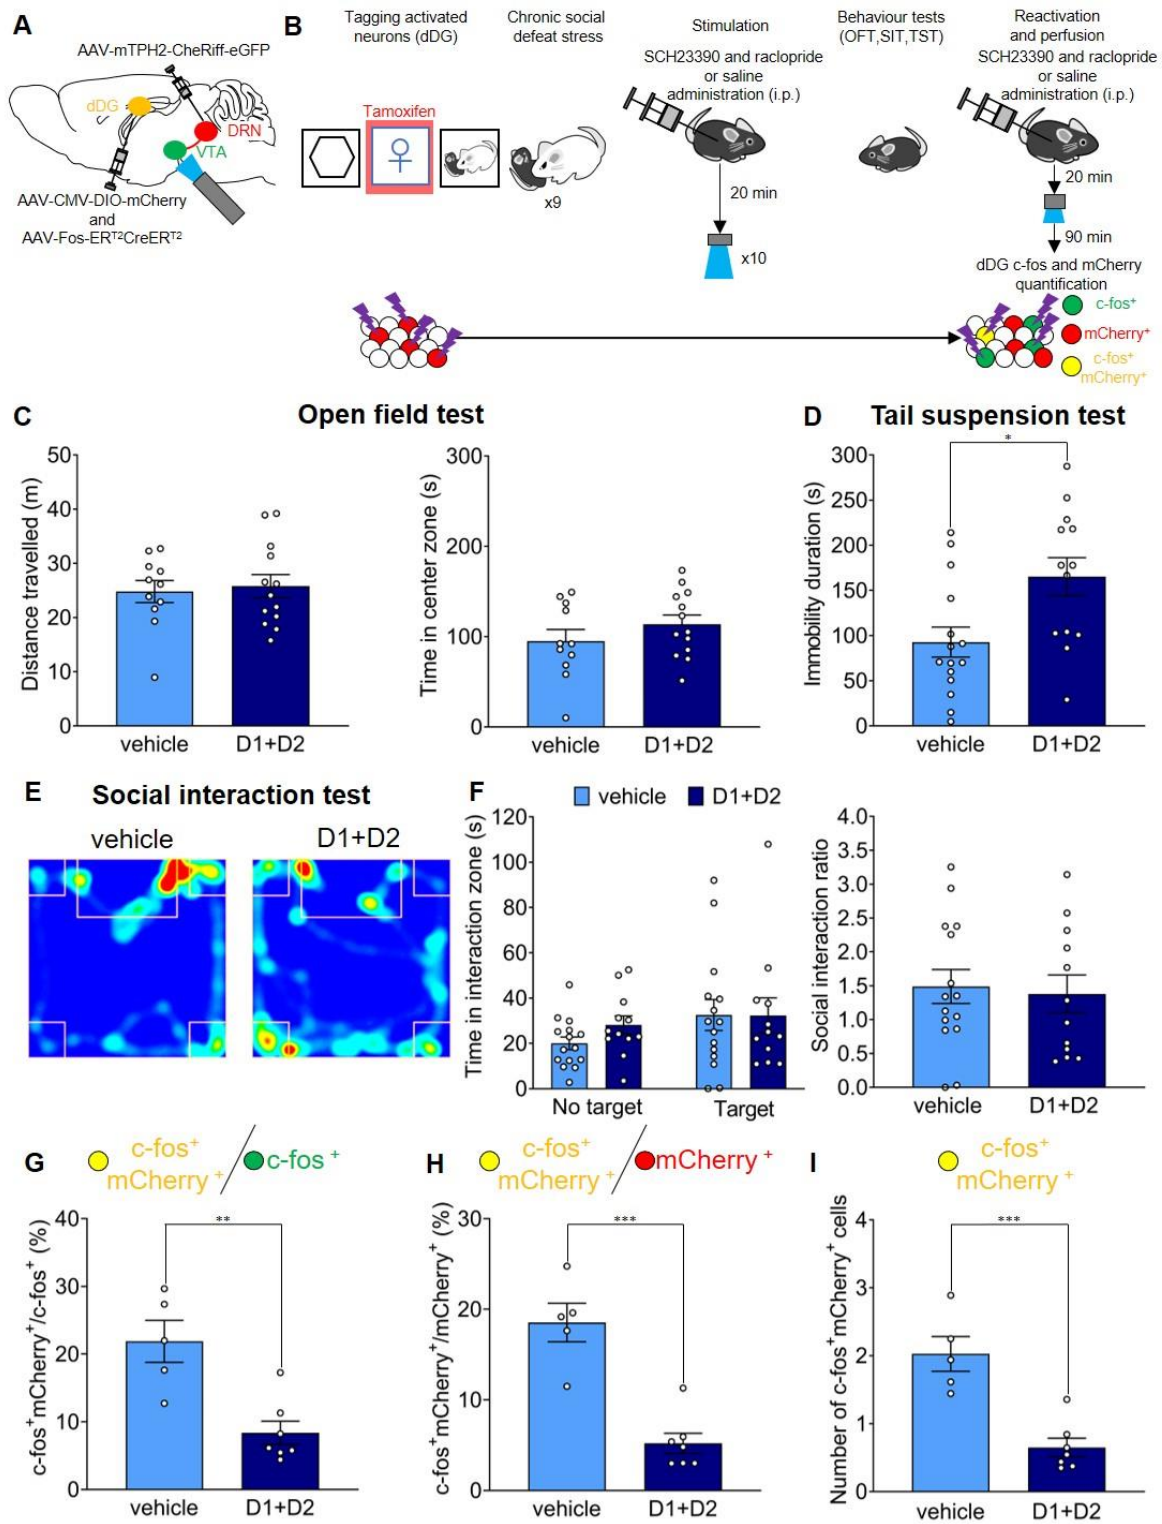 A
AAV-mTPH2-CheRiff-eGFP
dDG
DRN
VTA
AAV-CMV-DIO-mCherry
and
AAV-Fos-ERT2CreERT2
B
Tagging activated
neurons (dDG)
Chronic social
defeat stress
Stimulation
SCH23390 and raclopride
or saline
administration (i.p.)
Behaviour tests
(OFT,SIT,TST)
Reactivation
and perfusion
SCH23390 and raclopride
or saline
administration (i.p.)
Tamoxifen
♀
x9
20 min
x10
20 min
90 min
dDG c-fos and mCherry
quantification
c-fos+
mCherry+
c-fos+
mCherry+
C
Open field test
Distance travelled (m)
50
40
30
20
10
0
vehicle
D1+D2
Time in center zone (s)
300
200
100
0
vehicle
D1+D2
D
Tail suspension test
*
Immobility duration (s)
300
250
200
150
100
50
0
vehicle
D1+D2
E
Social interaction test
vehicle
D1+D2
F
vehicle
D1+D2
Time in interaction zone (s)
120
100
80
60
40
20
0
No target
Target
Social interaction ratio
4.0
3.5
3.0
2.5
2.0
1.5
1.0
0.5
0.0
vehicle
D1+D2
G
c-fos+
mCherry+
/
c-fos+
**
c-fos+mCherry+/c-fos+ (%)
40
30
20
10
0
vehicle
D1+D2
H
c-fos+
mCherry+
/
mCherry+
***
c-fos+mCherry+/mCherry+ (%)
30
20
10
0
vehicle
D1+D2
I
c-fos+
mCherry+
***
Number of c-fos+mCherry+ cells
4
3
2
1
0
vehicle
D1+D2